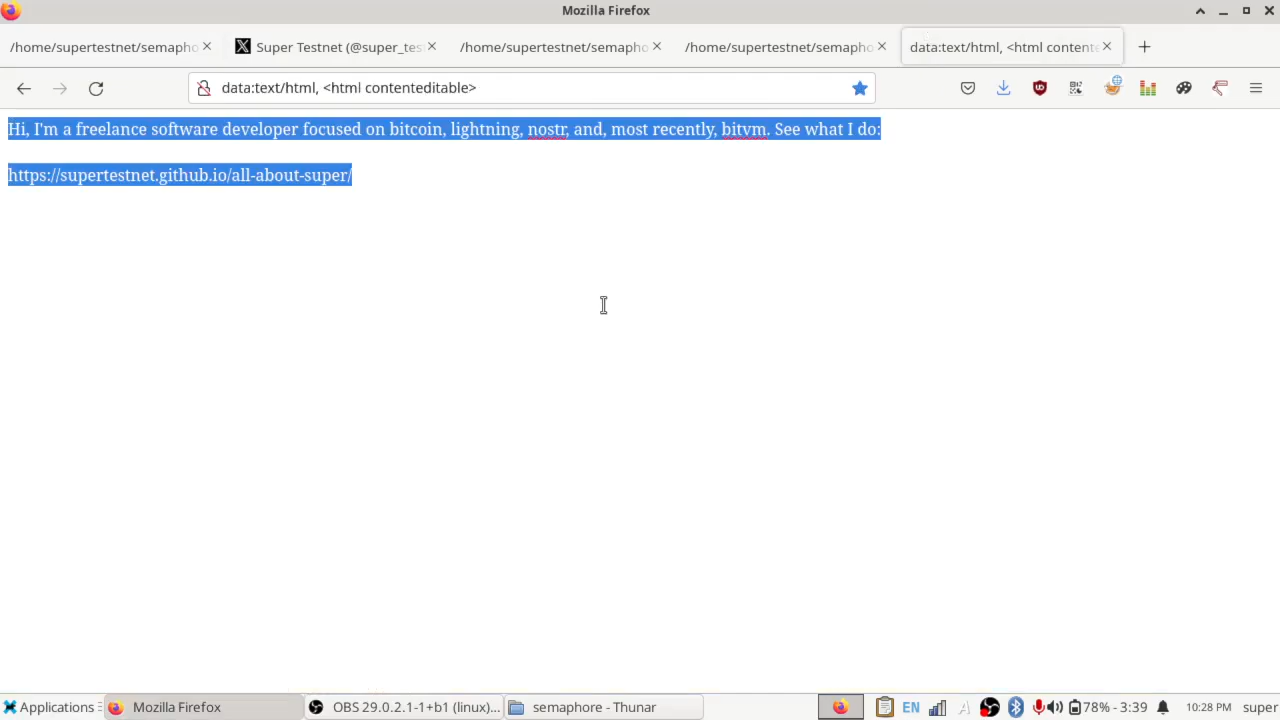 Mozilla Firefox
/home/supertestnet/semapho
Super Testnet (@super_tes
/home/supertestnet/semapho
/home/supertestnet/semapho
data:text/html, <html contente
data:text/html, <html contenteditable>
Hi, I'm a freelance software developer focused on bitcoin, lightning, nostr, and, most recently, bitvm. See what I do:
https://supertestnet.github.io/all-about-super/
Applications
Mozilla Firefox
OBS 29.0.2.1-1+b1 (linux)...
semaphore - Thunar
EN
78% - 3:39
10:28 PM
super